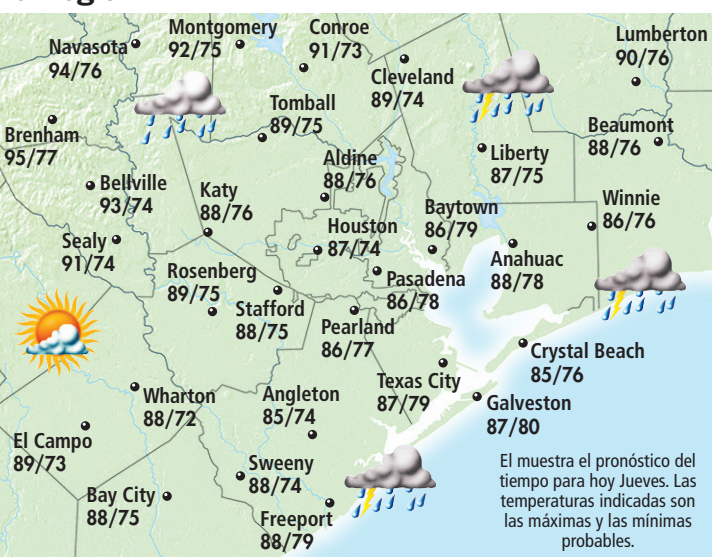 Montgomery
92/75
Conroe
91/73
Navasota
94/76
Lumberton
90/76
Cleveland
89/74
Tomball
89/75
Brenham
95/77
Beaumont
88/76
Liberty
87/75
Aldine
88/76
Bellville
93/74
Katy
88/76
Winnie
86/76
Baytown
86/79
Houston
87/74
Sealy
91/74
Anahuac
88/78
Rosenberg
89/75
Pasadena
86/78
Stafford
88/75
Pearland
86/77
Crystal Beach
85/76
Texas City
87/79
Wharton
88/72
Angleton
85/74
Galveston
87/80
El Campo
89/73
Sweeny
88/74
Bay City
88/75
Freeport
88/79
El muestra el pronóstico del
tiempo para hoy Jueves. Las
temperaturas indicadas son
las máximas y las mínimas
probables.